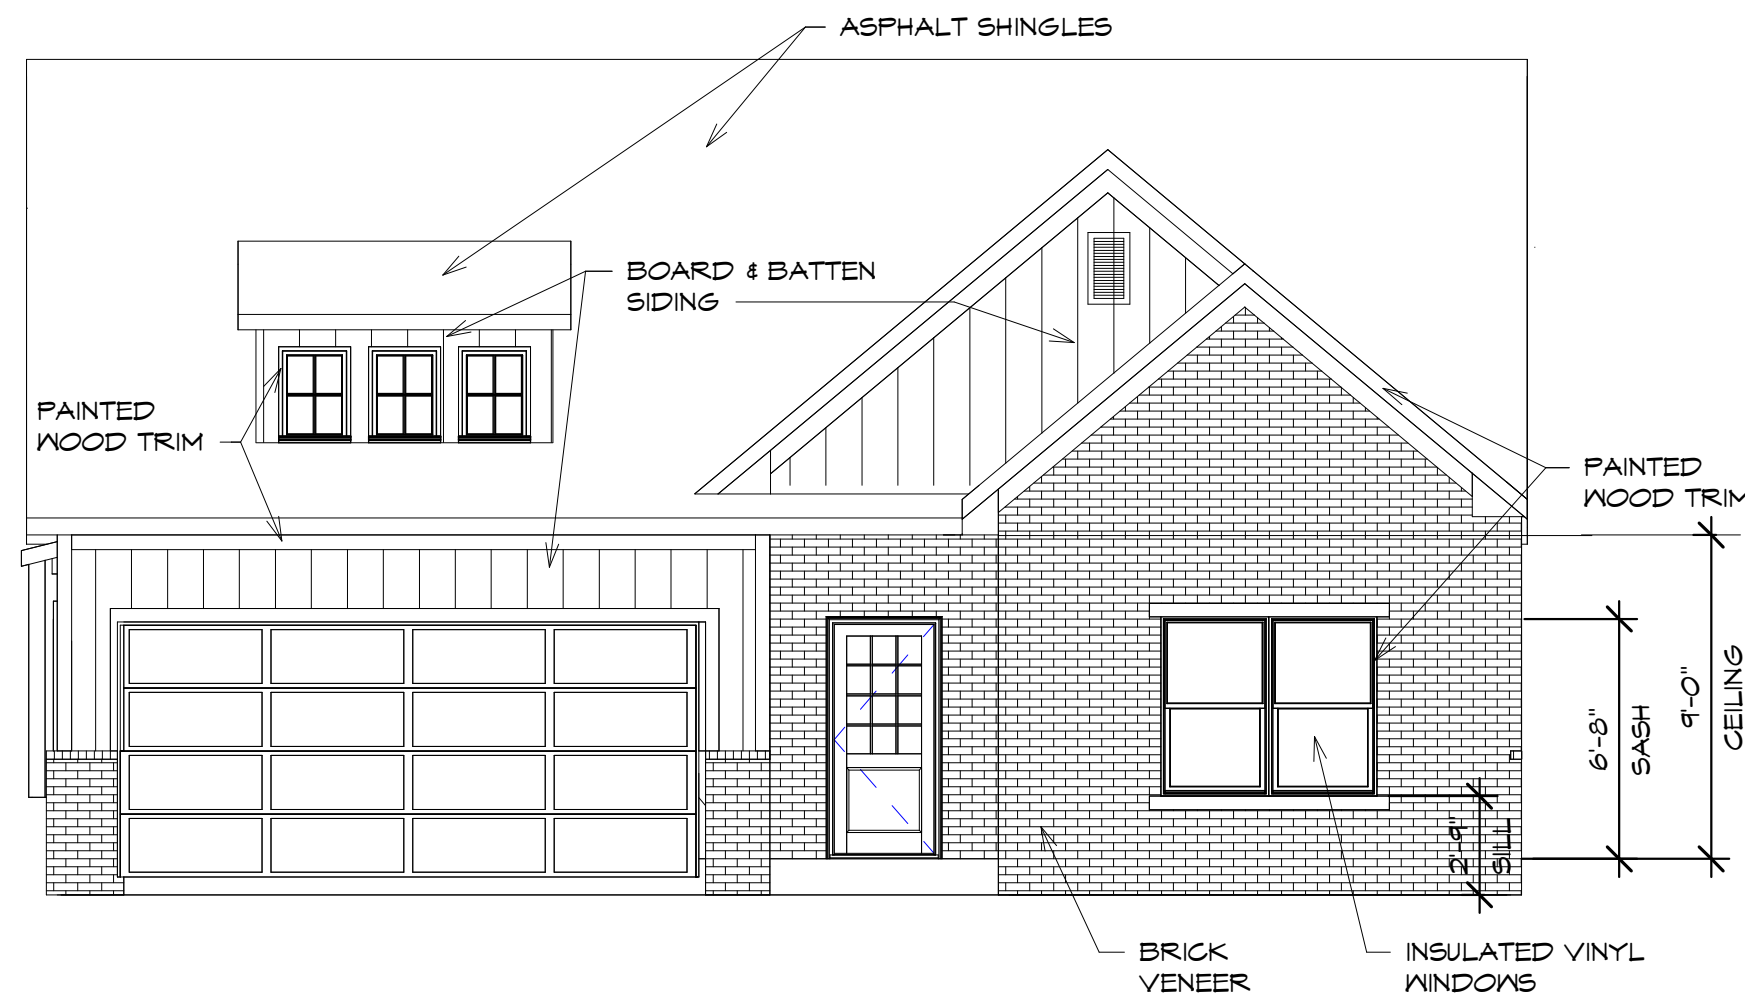 ASPHALT SHINGLES
BOARD & BATTEN
SIDING
PAINTED
WOOD TRIM
PAINTED
WOOD TRIM
6'-8"
SASH
9'-0"
CEILING
2'-9"
SILL
BRICK
VENEER
INSULATED VINYL
WINDOWS